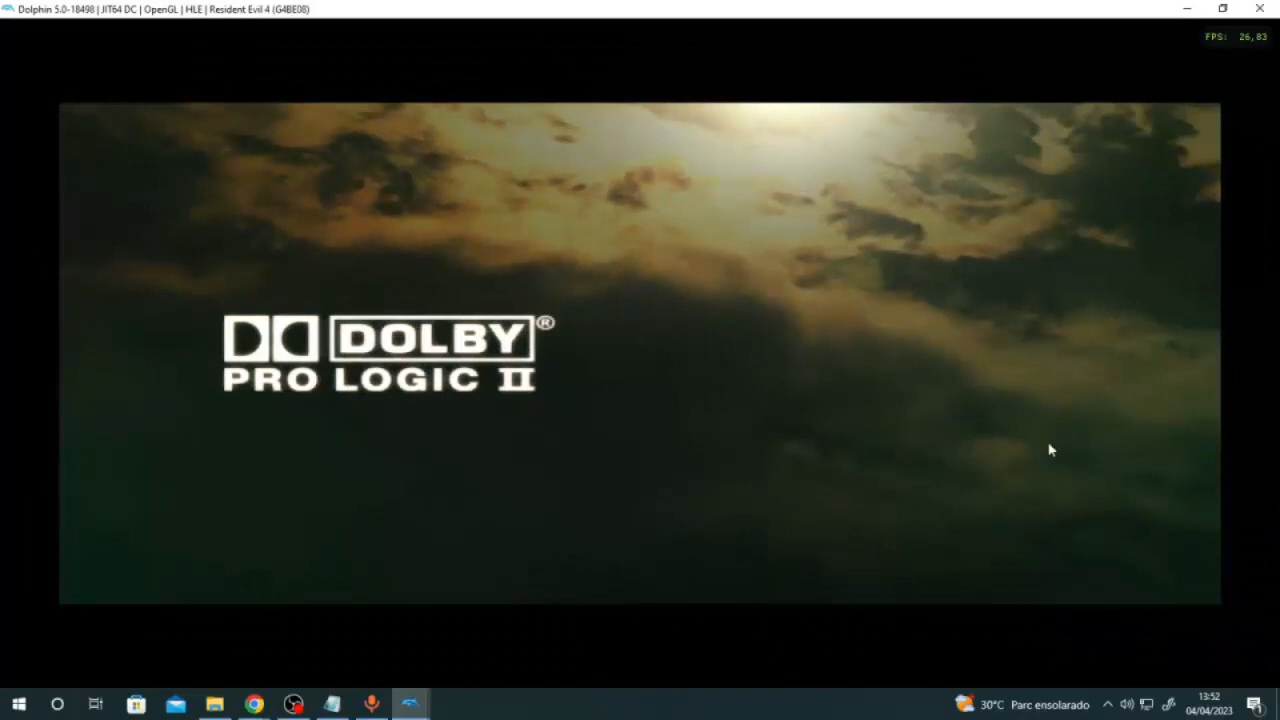 Dolphin 5.0-18498 | JIT64 DC | OpenGL | HLE | Resident Evil 4 (G4BE08)
FPS: 26,83
DOLBY®
PRO LOGIC II
30°C Parc ensolarado
13:52
04/04/2023
1